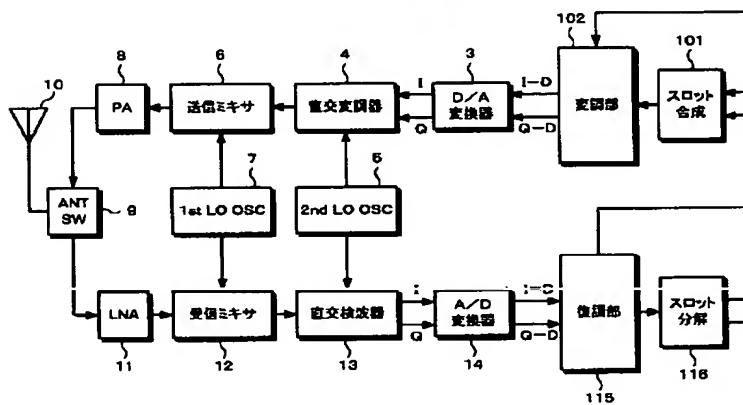 102
101
8
6
4
3
10
PA
送信ミキサ
直交変調器
I
Q
D/A
変換器
I-D
Q-D
変調部
スロット
合成
7
5
ANT
SW
9
1st LO OSC
2nd LO OSC
LNA
受信ミキサ
直交検波器
I
Q
A/D
変換器
I-D
Q-D
復調部
スロット
分解
11
12
13
14
115
116